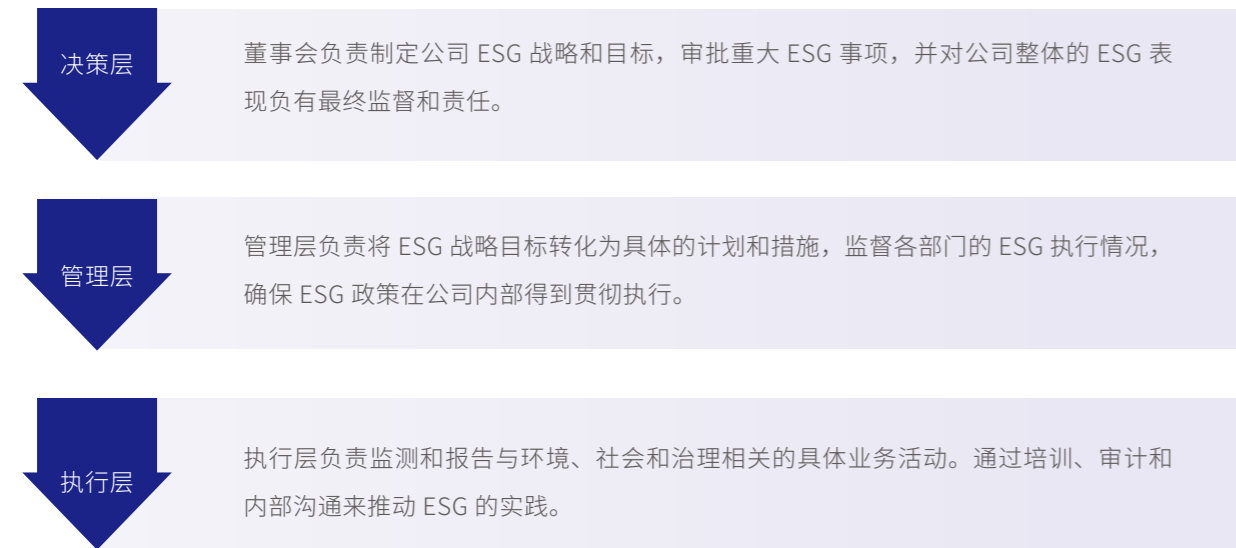 决策层
董事会负责制定公司 ESG 战略和目标，审批重大 ESG 事项，并对公司整体的 ESG 表
现负有最终监督和责任。
管理层
管理层负责将 ESG 战略目标转化为具体的计划和措施，监督各部门的 ESG 执行情况，
确保 ESG 政策在公司内部得到贯彻执行。
执行层
执行层负责监测和报告与环境、社会和治理相关的具体业务活动。通过培训、审计和
内部沟通来推动 ESG 的实践。